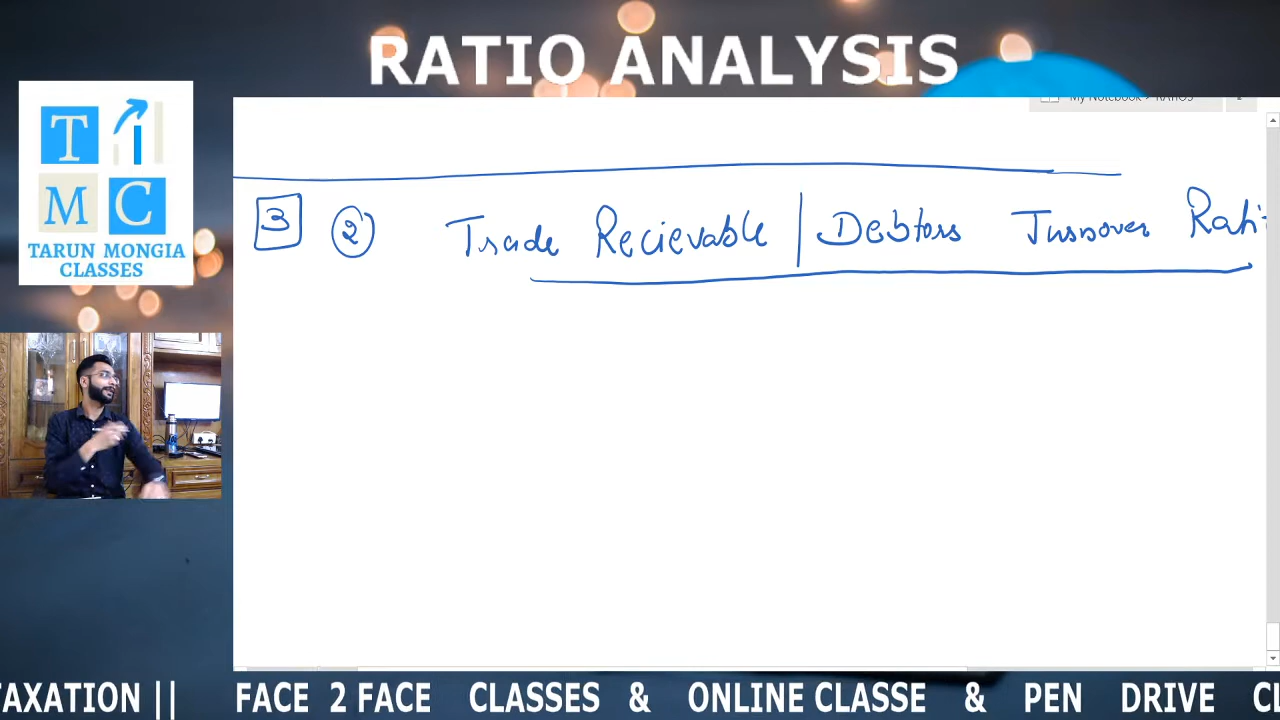 RATIO ANALYSIS
T
M C
TARUN MONGIA
CLASSES
3 2 Trade Recievable | Debtors Turnover Rati
TAXATION || FACE 2 FACE CLASSES & ONLINE CLASSE & PEN DRIVE CL